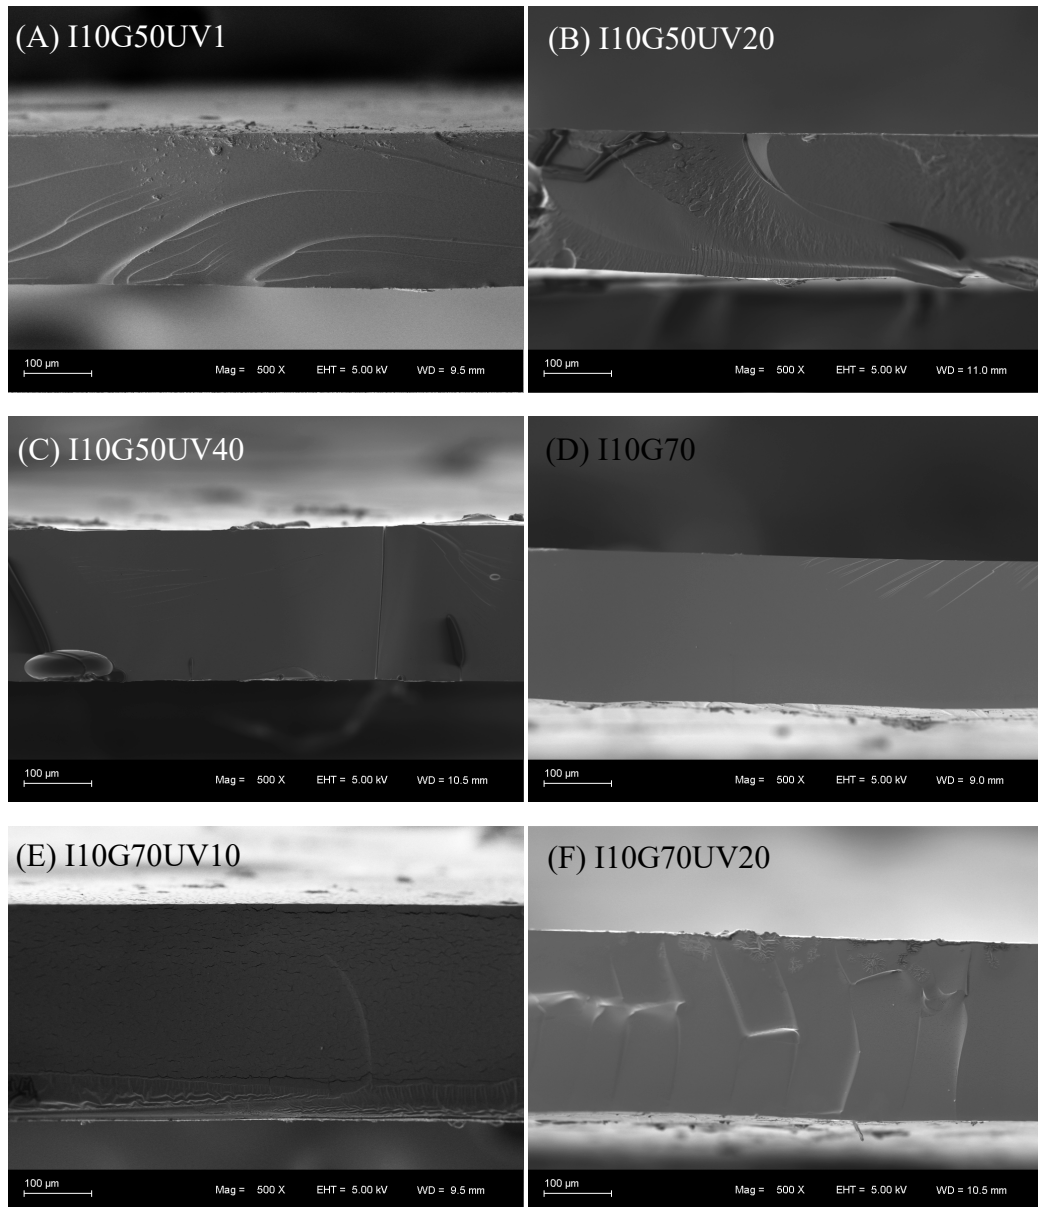 (A) I10G50UV1
100 µm
Mag = 500 X EHT = 5.00 kV WD = 9.5 mm
(B) I10G50UV20
100 µm
Mag = 500 X EHT = 5.00 kV WD = 11.0 mm
(C) I10G50UV40
100 µm
Mag = 500 X EHT = 5.00 kV WD = 10.5 mm
(D) I10G70
100 µm
Mag = 500 X EHT = 5.00 kV WD = 9.0 mm
(E) I10G70UV10
100 µm
Mag = 500 X EHT = 5.00 kV WD = 9.5 mm
(F) I10G70UV20
100 µm
Mag = 500 X EHT = 5.00 kV WD = 10.5 mm